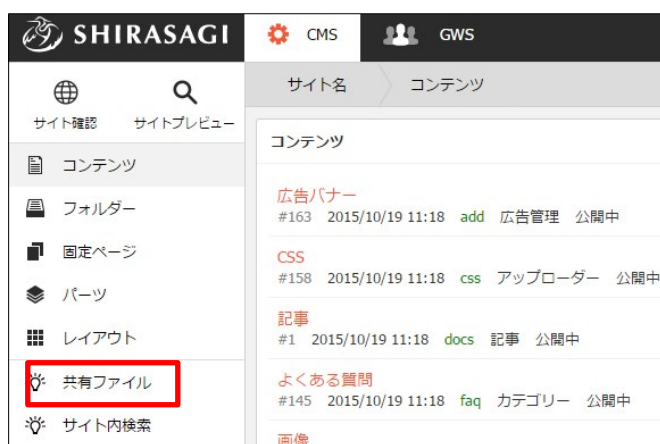 SHIRASAGI
CMS
GWS
サイト確認 サイトプレビュー
サイト名 コンテンツ
コンテンツ
フォルダー
固定ページ
パーツ
レイアウト
共有ファイル
サイト内検索
コンテンツ
広告バナー
#163 2015/10/19 11:18 add 広告管理 公開中
CSS
#158 2015/10/19 11:18 css アップローダー 公開中
記事
#1 2015/10/19 11:18 docs 記事 公開中
よくある質問
#145 2015/10/19 11:18 faq カテゴリー 公開中
画像